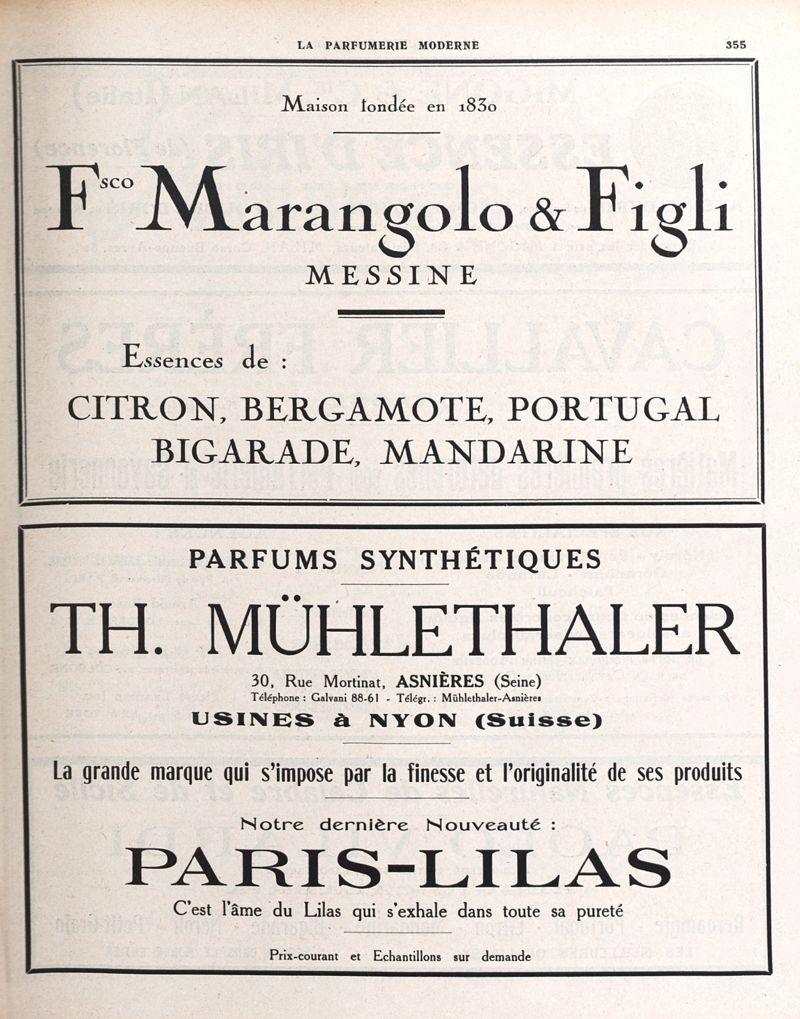 LA PARFUMERIE MODERNE 355
Maison fondée en 1830
Fsco Marangolo & Figli
MESSINE
Essences de :
CITRON, BERGAMOTE, PORTUGAL
BIGARADE, MANDARINE
PARFUMS SYNTHÉTIQUES
TH. MÜHLETHALER
30, Rue Mortinat, ASNIÈRES (Seine)
Téléphone : Galvani 88-61 - Télégr. : Mühlethaler-Asnières
USINES à NYON (Suisse)
La grande marque qui s'impose par la finesse et l'originalité de ses produits
Notre dernière Nouveauté :
PARIS-LILAS
C'est l'âme du Lilas qui s'exhale dans toute sa pureté
Prix-courant et Echantillons sur demande